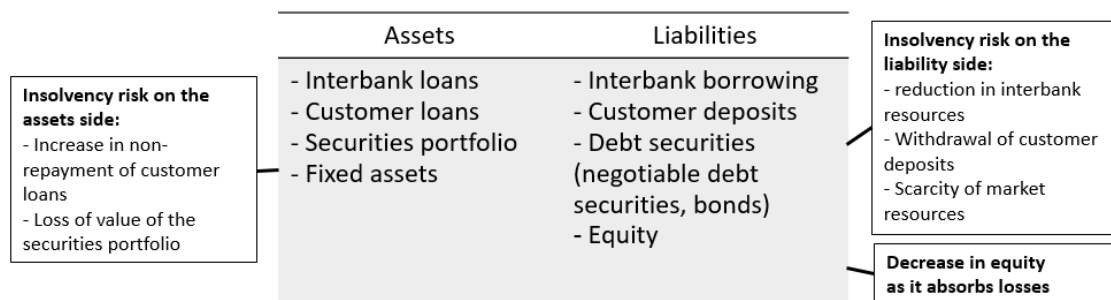 Assets
Liabilities
- Interbank loans
- Customer loans
- Securities portfolio
- Fixed assets
- Interbank borrowing
- Customer deposits
- Debt securities
(negotiable debt
securities, bonds)
- Equity
Insolvency risk on the
assets side:
- Increase in non-
repayment of customer
loans
- Loss of value of the
securities portfolio
Insolvency risk on the
liability side:
- reduction in interbank
resources
- Withdrawal of customer
deposits
- Scarcity of market
resources
Decrease in equity
as it absorbs losses